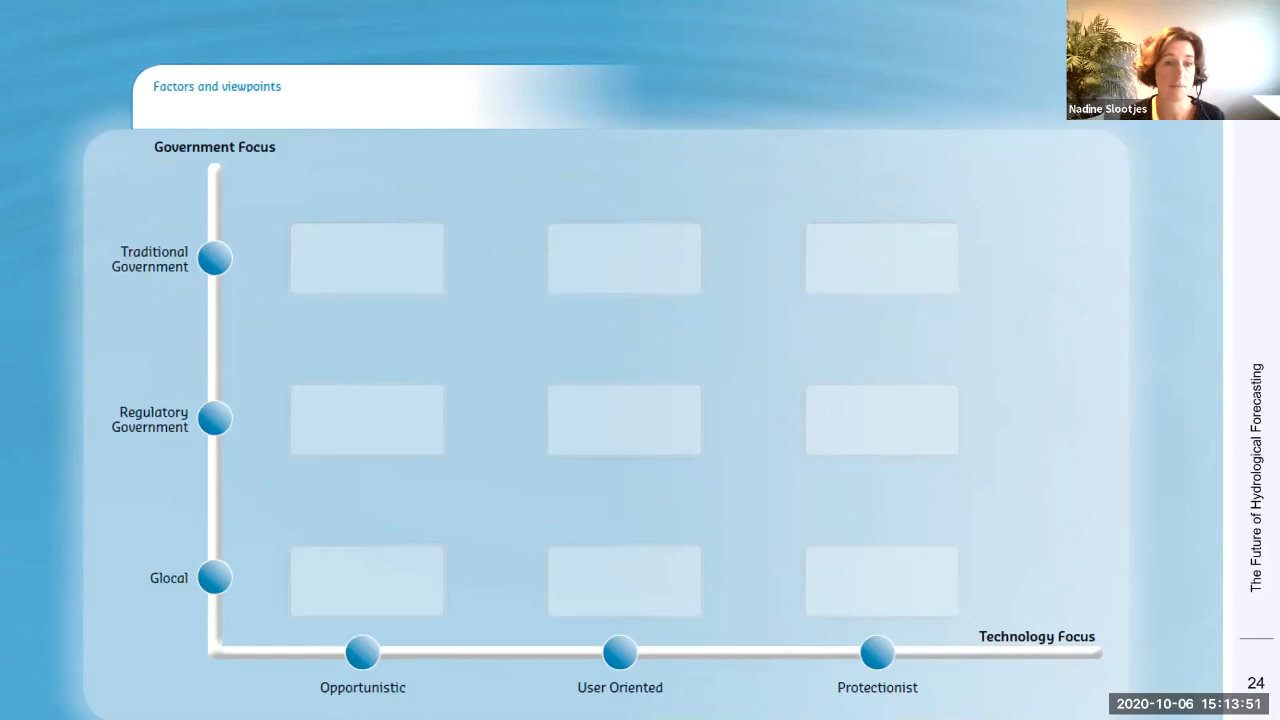 Nadine Slootjes
Factors and viewpoints
Government Focus
Traditional
Government
Regulatory
Government
Glocal
Technology Focus
Opportunistic
User Oriented
Protectionist
The Future of Hydrological Forecasting
24
2020-10-06 15:13:51